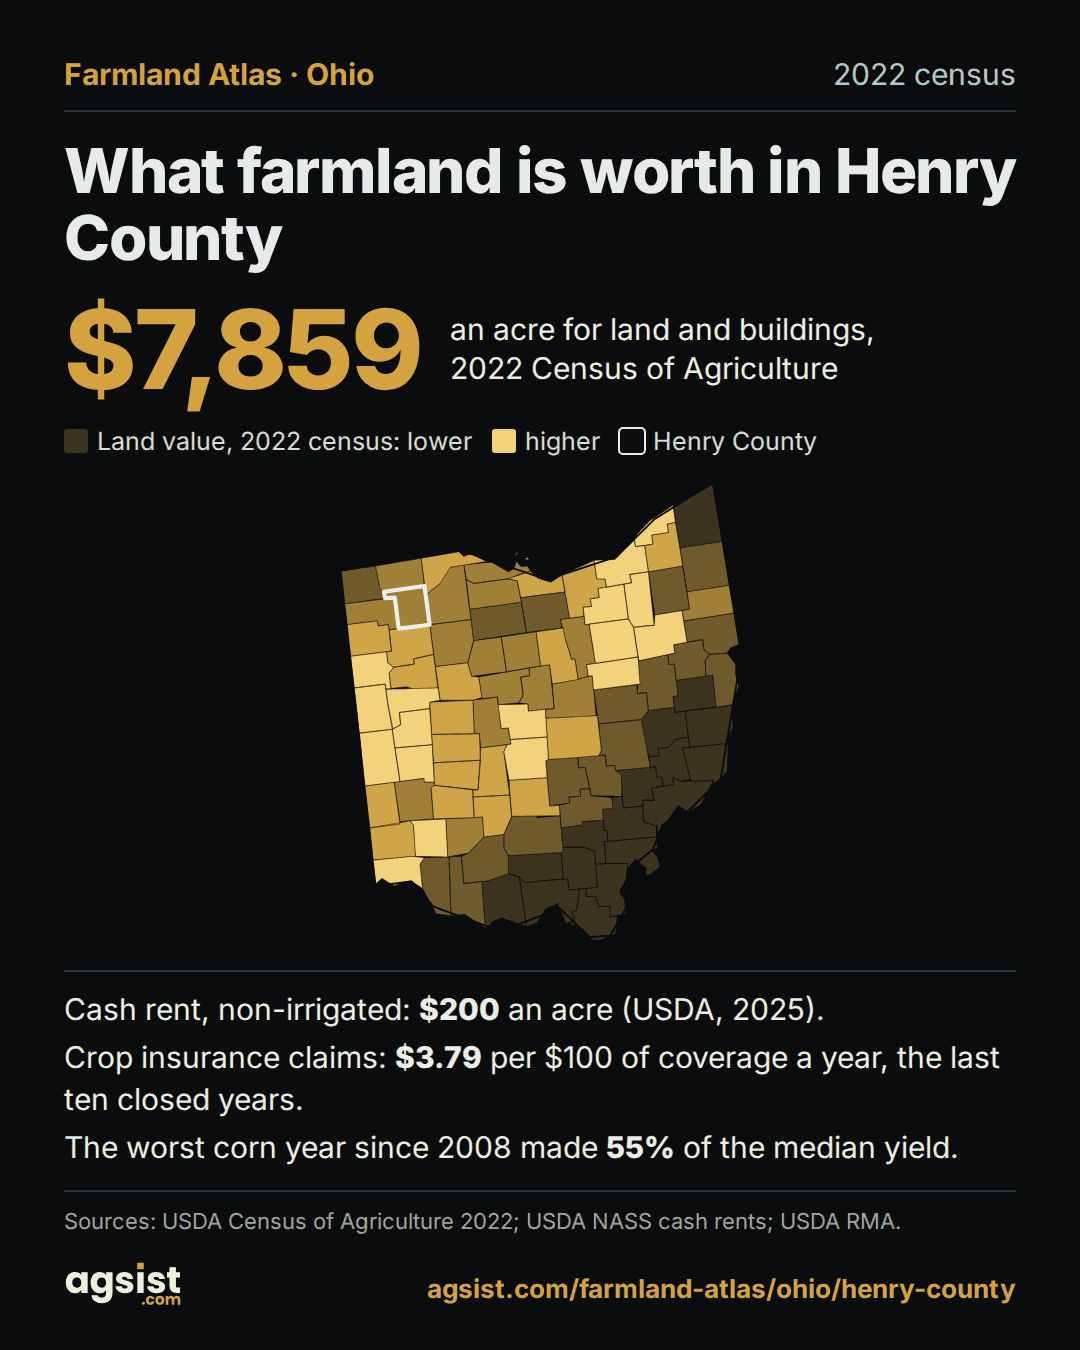 Farmland Atlas · Ohio
2022 census
What farmland is worth in Henry
County
$7,859
an acre for land and buildings,
2022 Census of Agriculture
Land value, 2022 census: lower
higher
Henry County
Cash rent, non-irrigated: $200 an acre (USDA, 2025).
Crop insurance claims: $3.79 per $100 of coverage a year, the last
ten closed years.
The worst corn year since 2008 made 55% of the median yield.
Sources: USDA Census of Agriculture 2022; USDA NASS cash rents; USDA RMA.
agsist
.com
agsist.com/farmland-atlas/ohio/henry-county